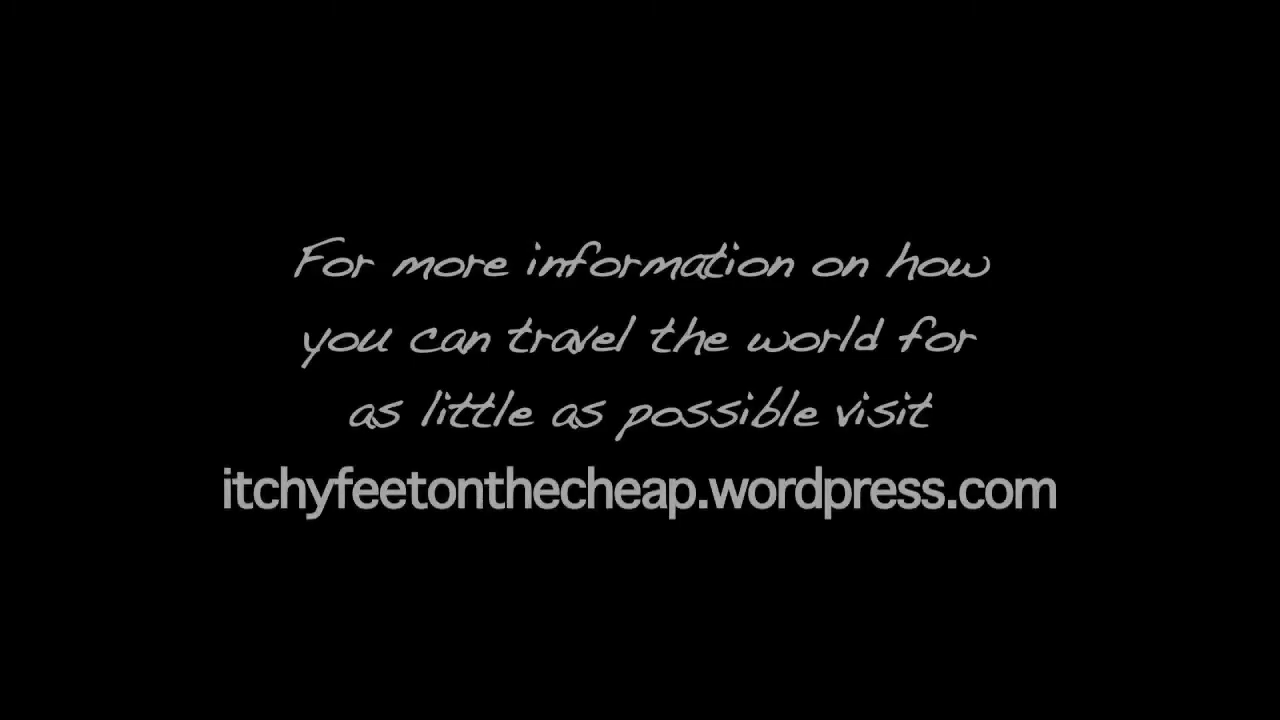 For more information on how
you can travel the world for
as little as possible visit
itchyfeetonthecheap.wordpress.com